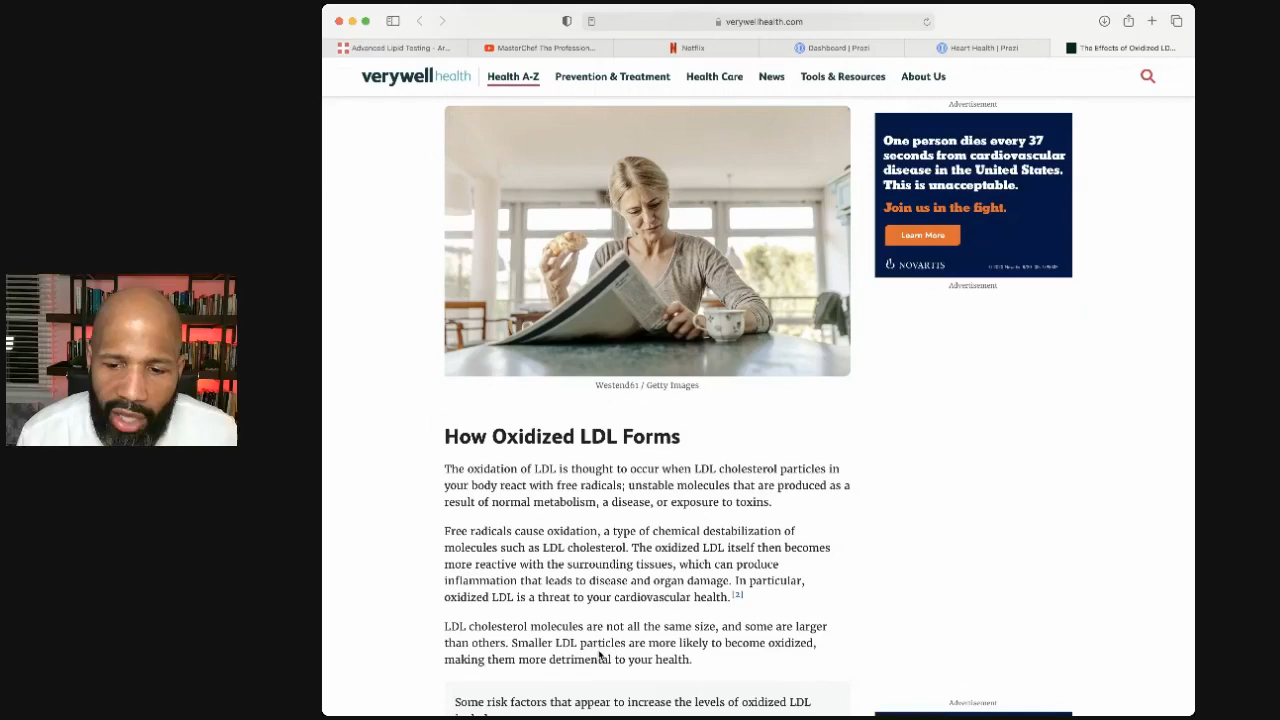 verywellhealth.com
Advanced Lipid Testing - Ar...
MasterChef The Profession...
Netflix
Dashboard | Prezi
Heart Health | Prezi
The Effects of Oxidized LD...
verywell health
Health A-Z
Prevention & Treatment
Health Care
News
Tools & Resources
About Us
Advertisement
One person dies every 37
seconds from cardiovascular
disease in the United States.
This is unacceptable.
Join us in the fight.
Learn More
NOVARTIS
Advertisement
Westend61 / Getty Images
How Oxidized LDL Forms
The oxidation of LDL is thought to occur when LDL cholesterol particles in
your body react with free radicals; unstable molecules that are produced as a
result of normal metabolism, a disease, or exposure to toxins.
Free radicals cause oxidation, a type of chemical destabilization of
molecules such as LDL cholesterol. The oxidized LDL itself then becomes
more reactive with the surrounding tissues, which can produce
inflammation that leads to disease and organ damage. In particular,
oxidized LDL is a threat to your cardiovascular health. [2]
LDL cholesterol molecules are not all the same size, and some are larger
than others. Smaller LDL particles are more likely to become oxidized,
making them more detrimental to your health.
Some risk factors that appear to increase the levels of oxidized LDL
Advertisement